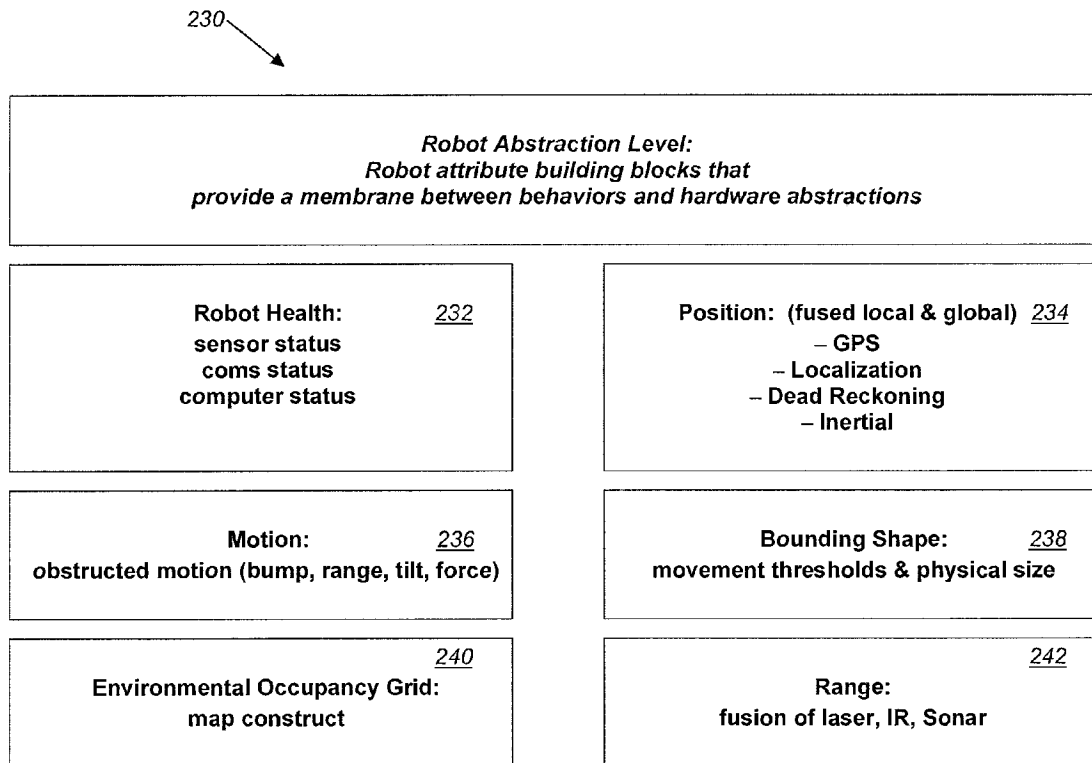 230
Robot Abstraction Level:
Robot attribute building blocks that
provide a membrane between behaviors and hardware abstractions
Robot Health: 232
sensor status
coms status
computer status
Position: (fused local & global) 234
– GPS
– Localization
– Dead Reckoning
– Inertial
Motion: 236
obstructed motion (bump, range, tilt, force)
Bounding Shape: 238
movement thresholds & physical size
240
Environmental Occupancy Grid:
map construct
242
Range:
fusion of laser, IR, Sonar